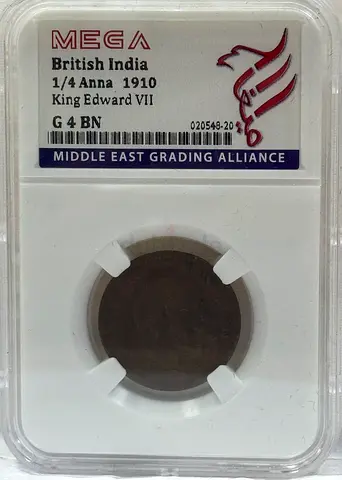 MEGA
British India
1/4 Anna 1910
King Edward VII
G 4 BN
020548-20
MIDDLE EAST GRADING ALLIANCE